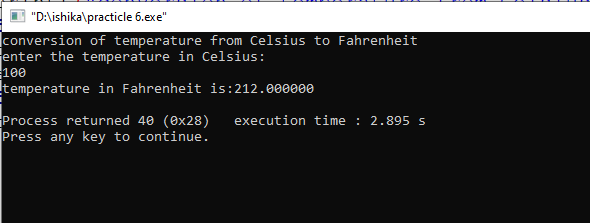 "D:\ishika\practicle 6.exe"
conversion of temperature from Celsius to Fahrenheit
enter the temperature in Celsius:
100
temperature in Fahrenheit is:212.000000
Process returned 40 (0x28)   execution time : 2.895 s
Press any key to continue.